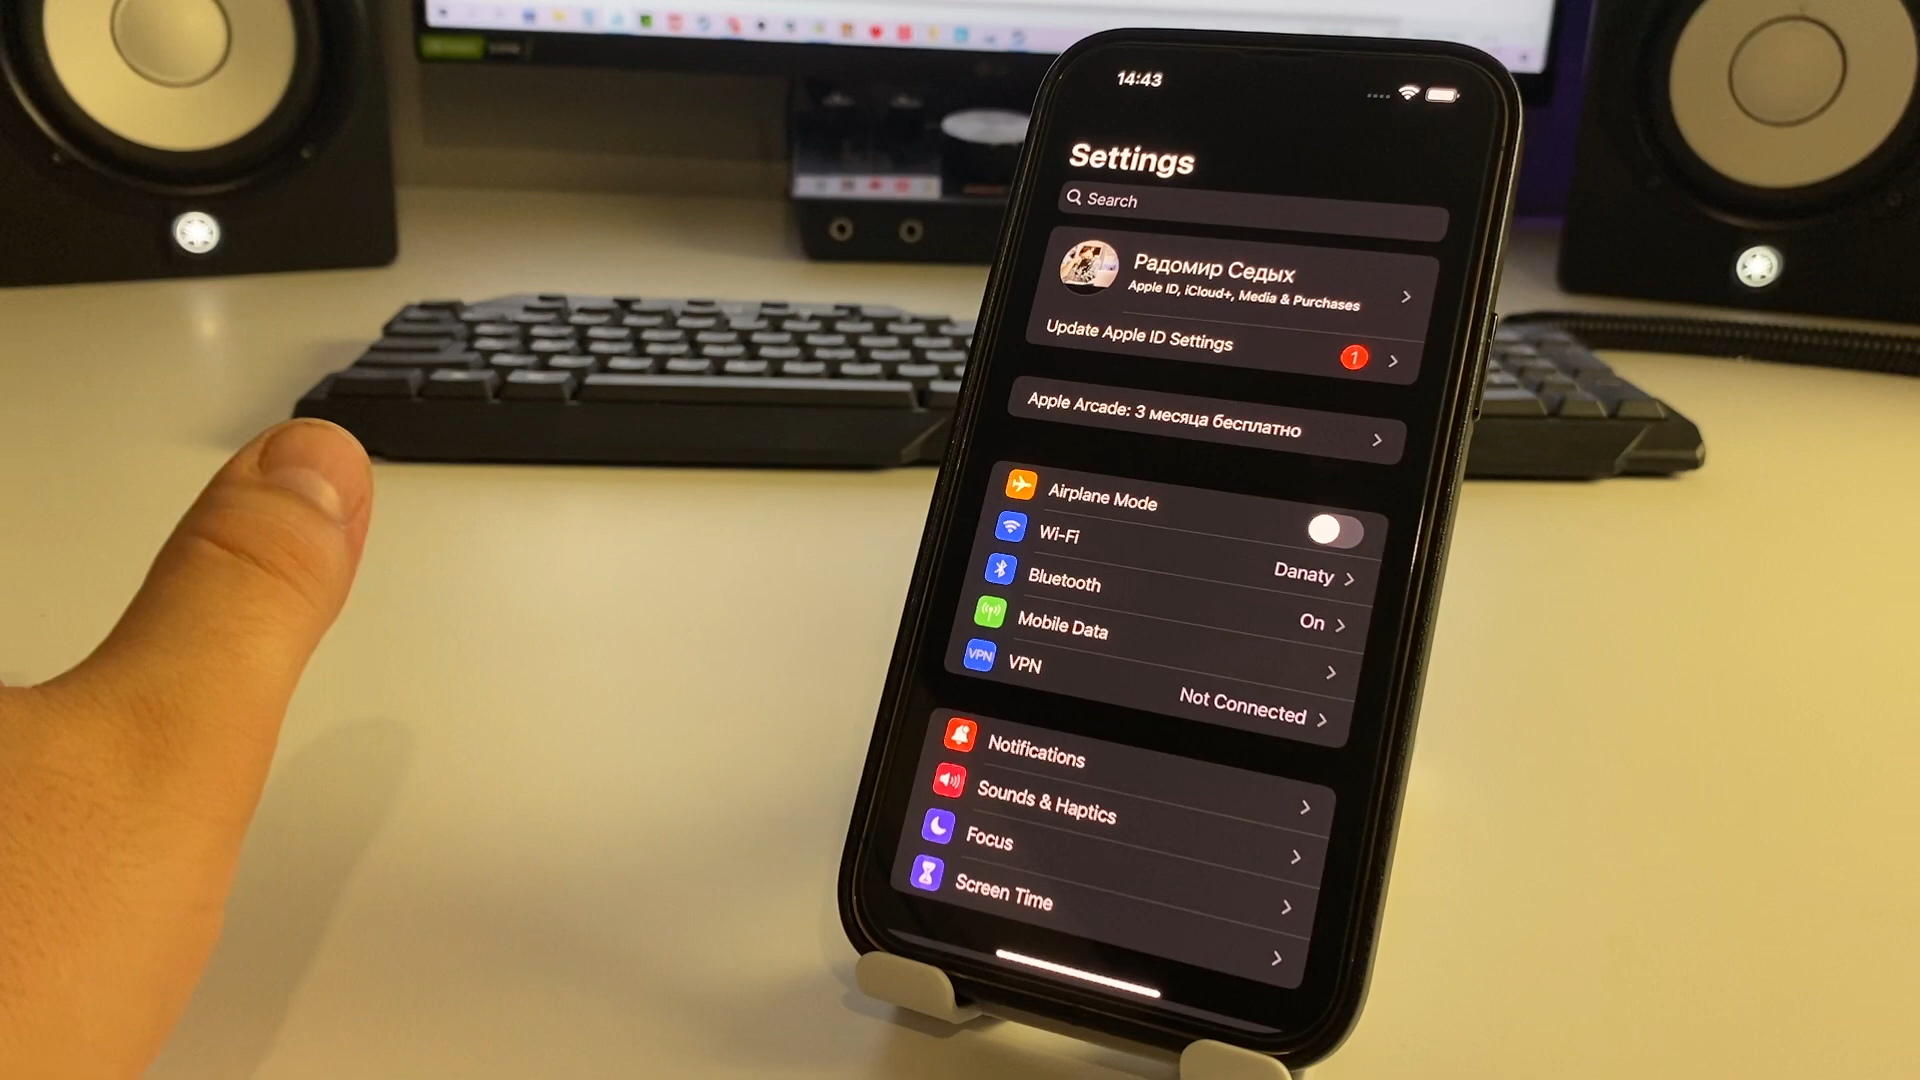 14:43
Settings
Search
Радомир Седых
Apple ID, iCloud+, Media & Purchases
Update Apple ID Settings
1
Apple Arcade: 3 месяца бесплатно
Airplane Mode
Wi-Fi
Danaty
Bluetooth
On
Mobile Data
VPN
VPN
Not Connected
Notifications
Sounds & Haptics
Focus
Screen Time